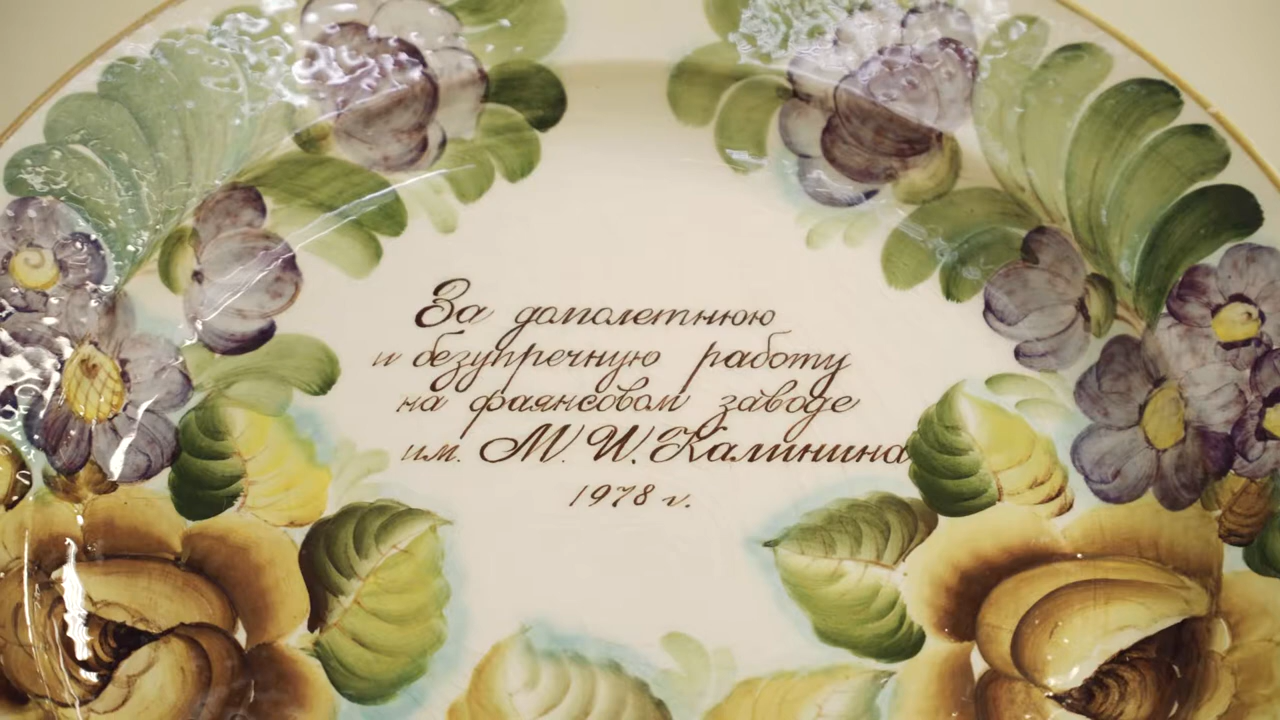 За долголетнюю
и безупречную работу
на фаянсовом заводе
им. М. И. Калинина
1978 г.